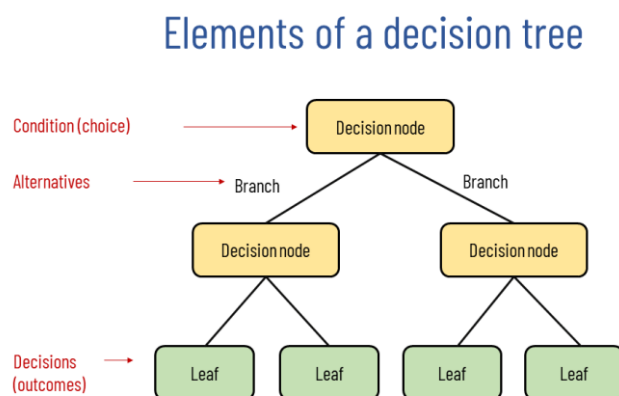 Elements of a decision tree
Condition (choice)
Decision node
Alternatives
Branch
Branch
Decision node
Decision node
Decisions
(outcomes)
Leaf
Leaf
Leaf
Leaf